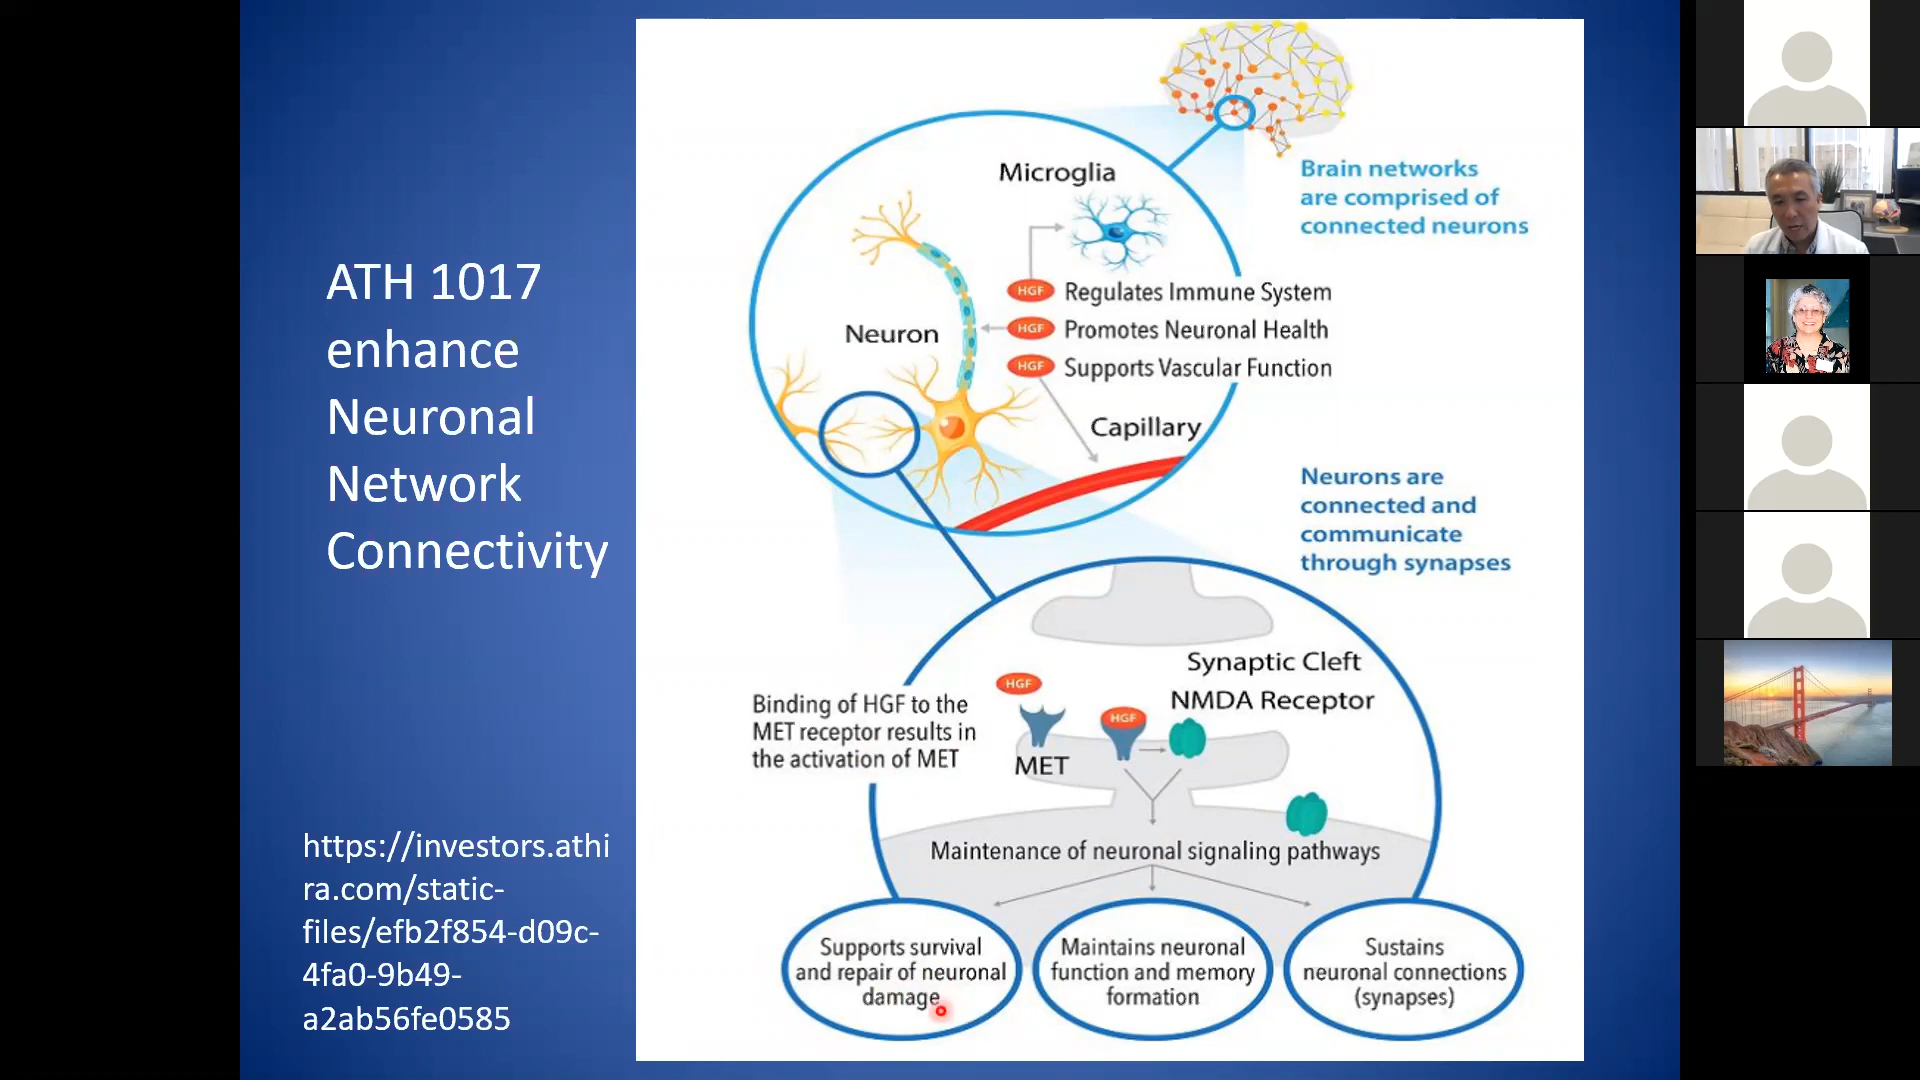 ATH 1017
enhance
Neuronal
Network
Connectivity
https://investors.athi
ra.com/static-
files/efb2f854-d09c-
4fa0-9b49-
a2ab56fe0585
Brain networks
are comprised of
connected neurons
Microglia
Neuron
HGF Regulates Immune System
HGF Promotes Neuronal Health
HGF Supports Vascular Function
Capillary
Neurons are
connected and
communicate
through synapses
Synaptic Cleft
NMDA Receptor
HGF
HGF
MET
Binding of HGF to the
MET receptor results in
the activation of MET
Maintenance of neuronal signaling pathways
Supports survival
and repair of neuronal
damage
Maintains neuronal
function and memory
formation
Sustains
neuronal connections
(synapses)